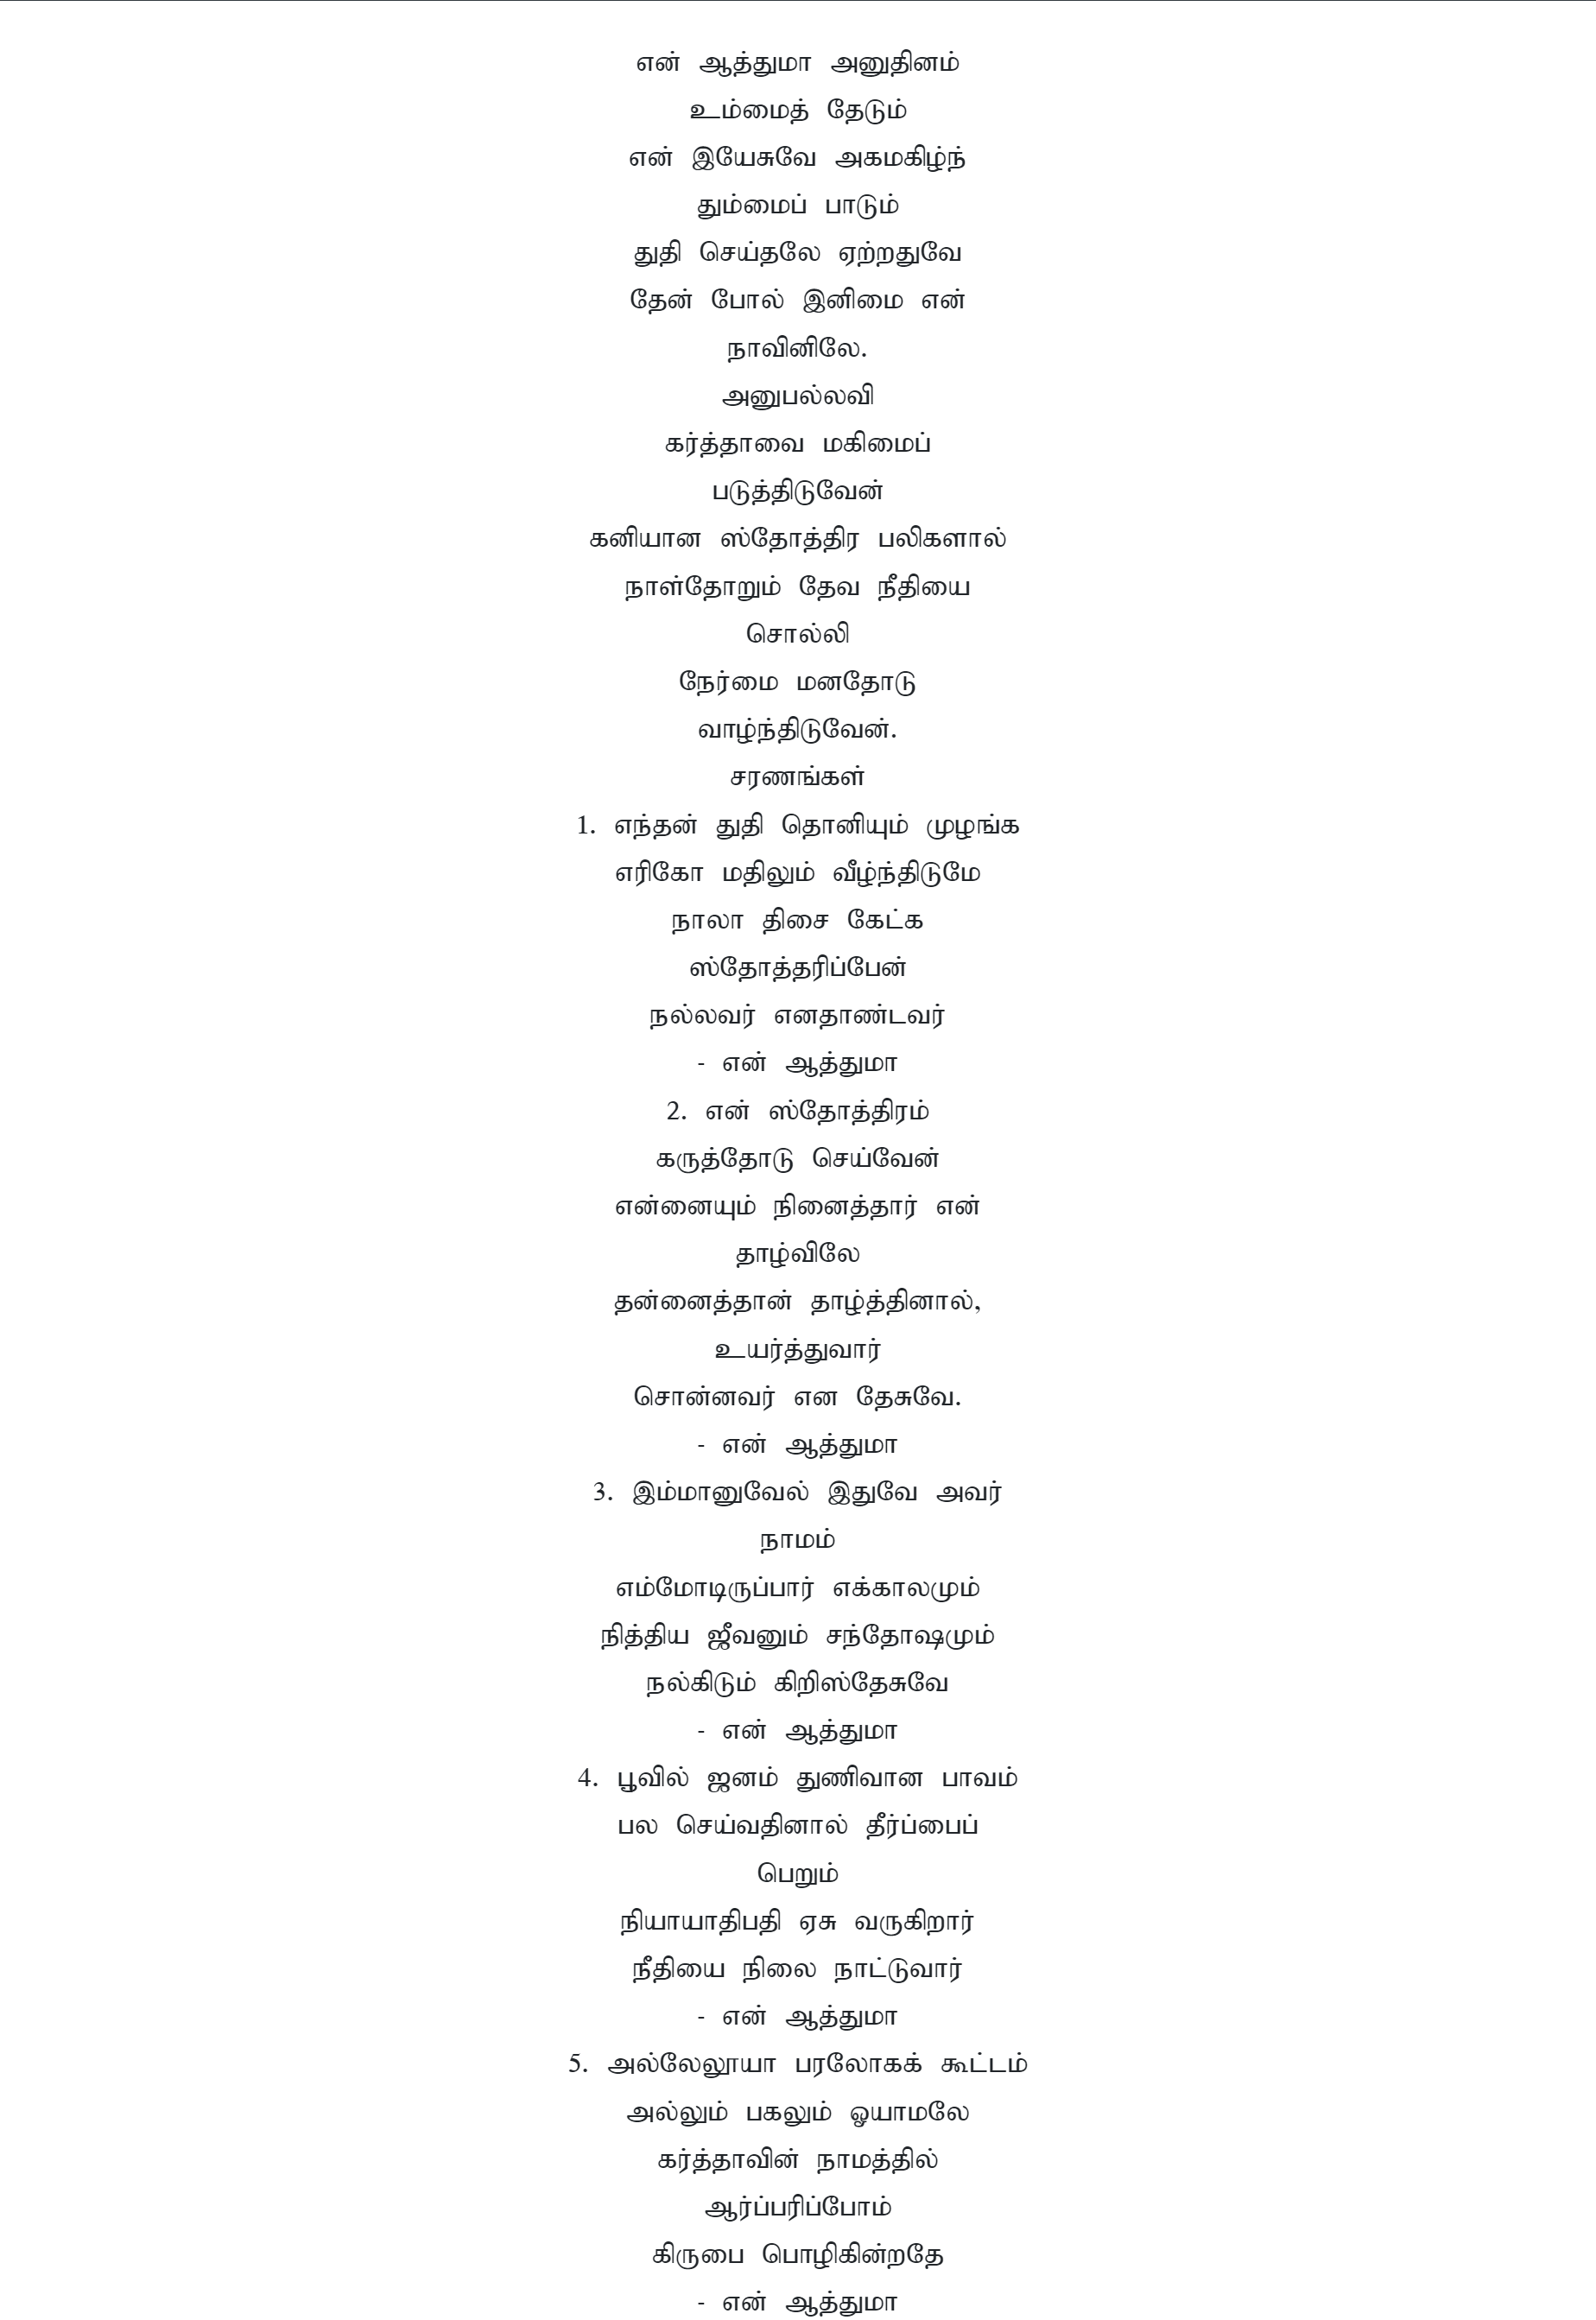 என் ஆத்துமா அனுதினம்
உம்மைத் தேடும்
என் இயேசுவே அகமகிழ்ந்
தும்மைப் பாடும்
துதி செய்தலே ஏற்றதுவே
தேன் போல் இனிமை என்
நாவினிலே.
அனுபல்லவி
கர்த்தாவை மகிமைப்
படுத்திடுவேன்
கனியான ஸ்தோத்திர பலிகளால்
நாள்தோறும் தேவ நீதியை
சொல்லி
நேர்மை மனதோடு
வாழ்ந்திடுவேன்.
சரணங்கள்
1. எந்தன் துதி தொனியும் முழங்க
எரிகோ மதிலும் வீழ்ந்திடுமே
நாலா திசை கேட்க
ஸ்தோத்தரிப்பேன்
நல்லவர் எனதாண்டவர்
- என் ஆத்துமா
2. என் ஸ்தோத்திரம்
கருத்தோடு செய்வேன்
என்னையும் நினைத்தார் என்
தாழ்விலே
தன்னைத்தான் தாழ்த்தினால்,
உயர்த்துவார்
சொன்னவர் என தேசுவே.
- என் ஆத்துமா
3. இம்மானுவேல் இதுவே அவர்
நாமம்
எம்மோடிருப்பார் எக்காலமும்
நித்திய ஜீவனும் சந்தோஷமும்
நல்கிடும் கிறிஸ்தேசுவே
- என் ஆத்துமா
4. பூவில் ஜனம் துணிவான பாவம்
பல செய்வதினால் தீர்ப்பைப்
பெறும்
நியாயாதிபதி ஏசு வருகிறார்
நீதியை நிலை நாட்டுவார்
- என் ஆத்துமா
5. அல்லேலூயா பரலோகக் கூட்டம்
அல்லும் பகலும் ஓயாமலே
கர்த்தாவின் நாமத்தில்
ஆர்ப்பரிப்போம்
கிருபை பொழிகின்றதே
- என் ஆத்துமா